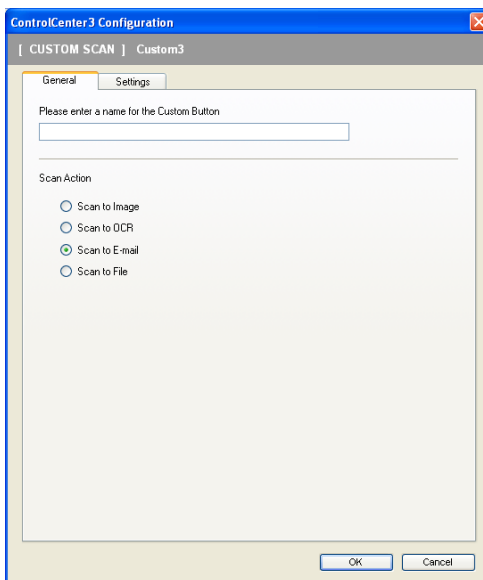 ControlCenter3 Configuration
[ CUSTOM SCAN ] Custom3
General Settings
Please enter a name for the Custom Button
Scan Action
Scan to Image
Scan to OCR
Scan to E-mail
Scan to File
OK Cancel